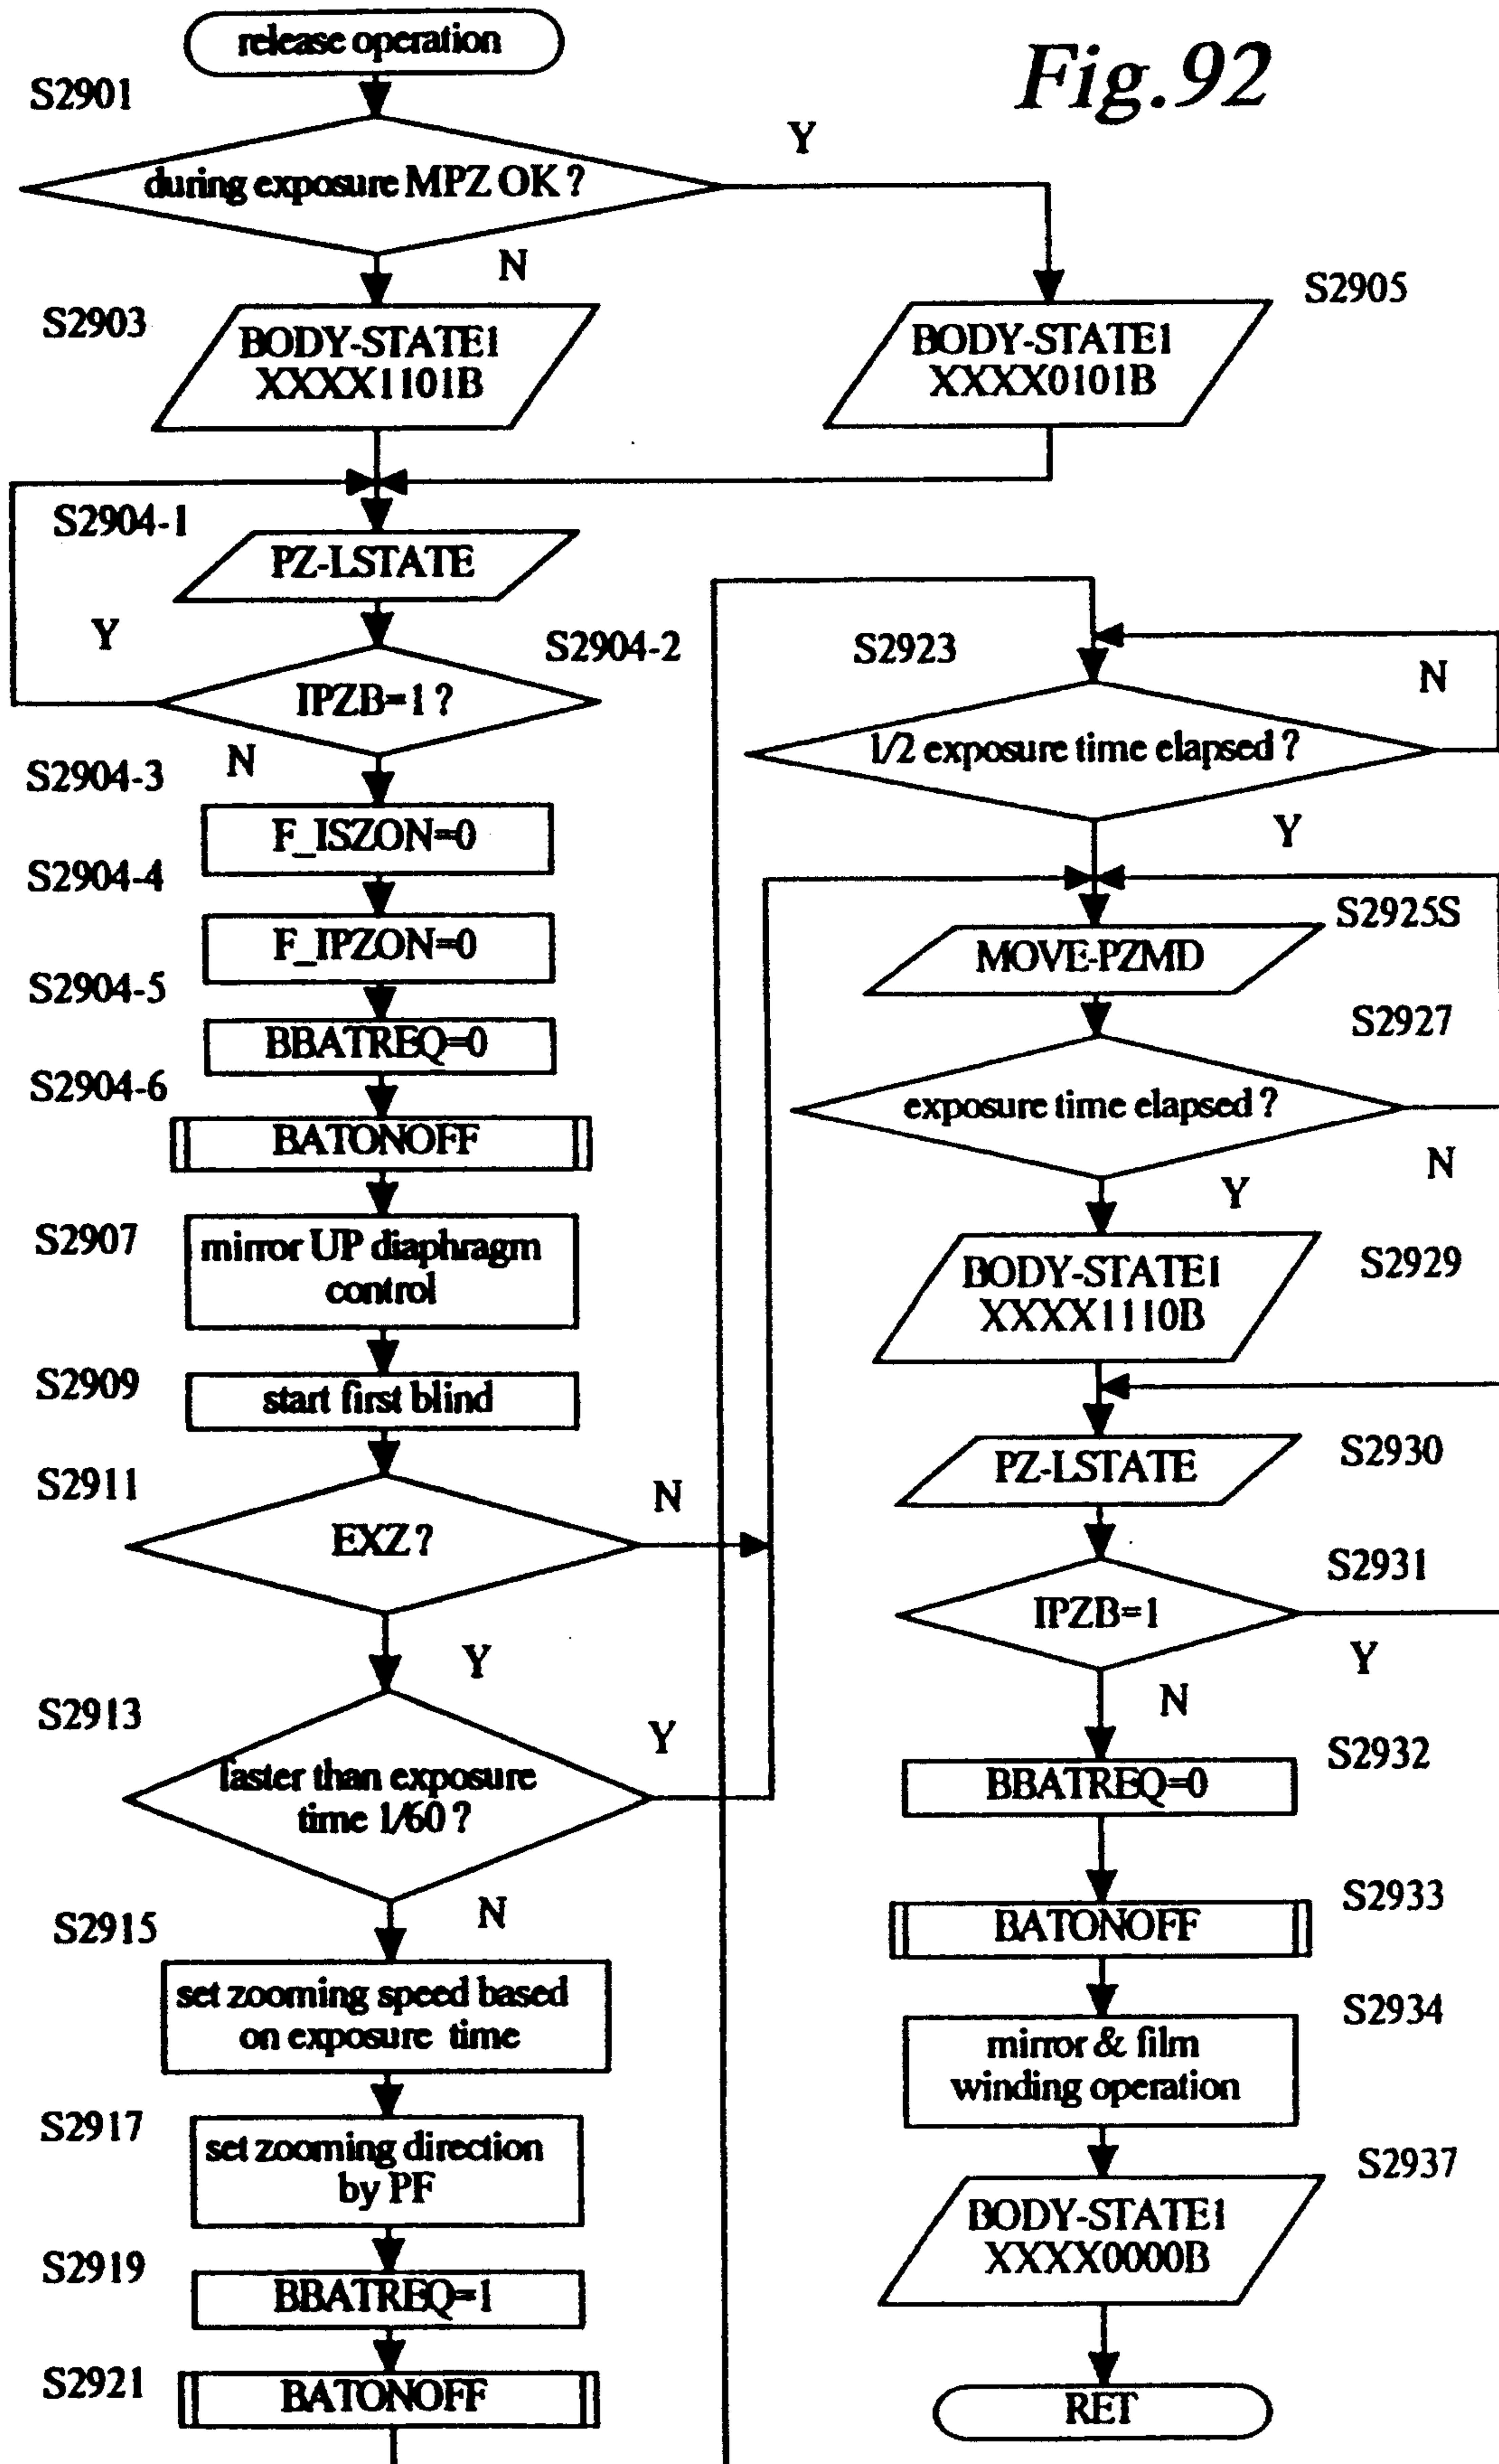 Fig.92
release operation
S2901
during exposure MPZ OK ?
Y
N
S2903
BODY-STATE1
XXXX1101B
S2905
BODY-STATE1
XXXX0101B
S2904-1
PZ-LSTATE
Y
S2904-2
IPZB=1 ?
N
S2904-3
F_ISZON=0
S2904-4
F_IPZON=0
S2904-5
BBATREQ=0
S2904-6
BATONOFF
S2907
mirror UP diaphragm
control
S2909
start first blind
S2911
EXZ ?
N
Y
S2913
faster than exposure
time 1/60 ?
Y
N
S2915
set zooming speed based
on exposure time
S2917
set zooming direction
by PF
S2919
BBATREQ=1
S2921
BATONOFF
S2923
N
1/2 exposure time elapsed ?
Y
S2925S
MOVE-PZMD
S2927
exposure time elapsed ?
N
Y
S2929
BODY-STATE1
XXXX1110B
S2930
PZ-LSTATE
S2931
IPZB=1
Y
N
S2932
BBATREQ=0
S2933
BATONOFF
S2934
mirror & film
winding operation
S2937
BODY-STATE1
XXXX0000B
RET